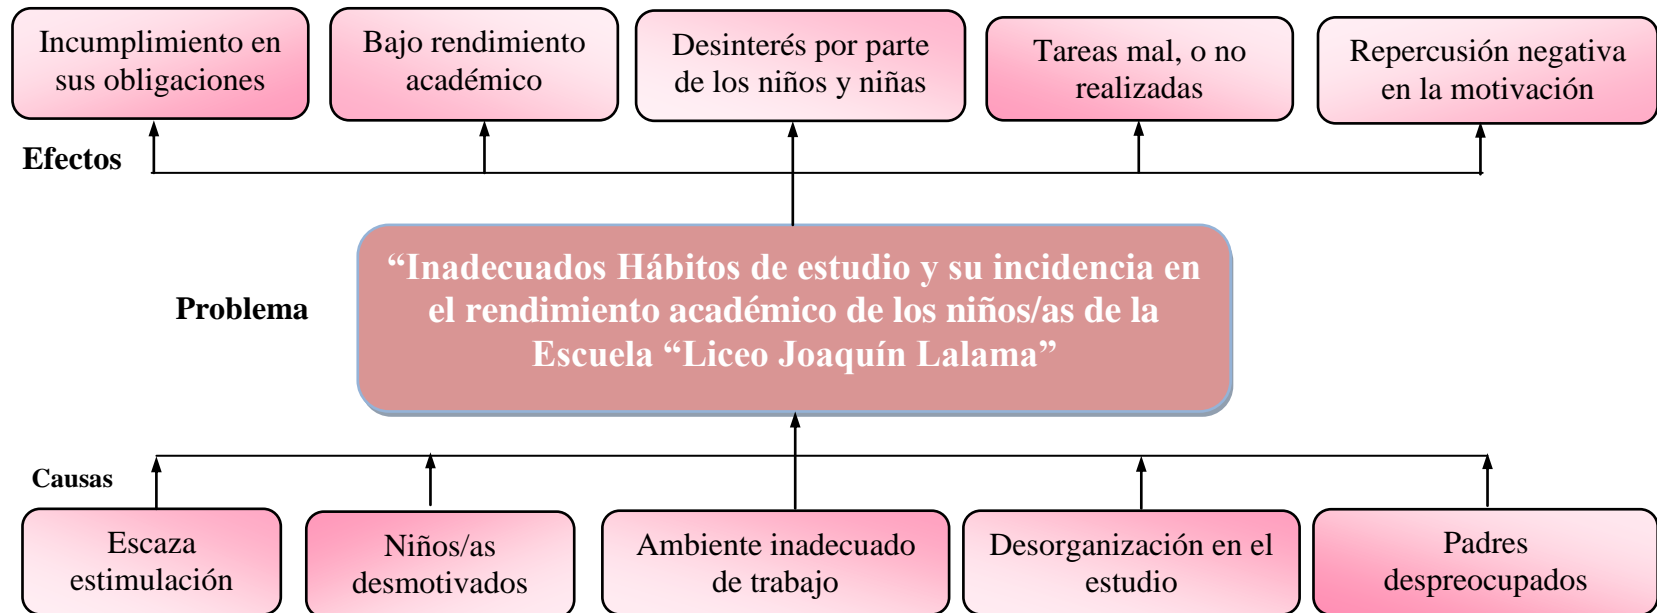 Incumplimiento en
sus obligaciones
Bajo rendimiento
académico
Desinterés por parte
de los niños y niñas
Tareas mal, o no
realizadas
Repercusión negativa
en la motivación
Efectos
Problema
“Inadecuados Hábitos de estudio y su incidencia en
el rendimiento académico de los niños/as de la
Escuela “Liceo Joaquín Lalama”
Causas
Escaza
estimulación
Niños/as
desmotivados
Ambiente inadecuado
de trabajo
Desorganización en el
estudio
Padres
despreocupados